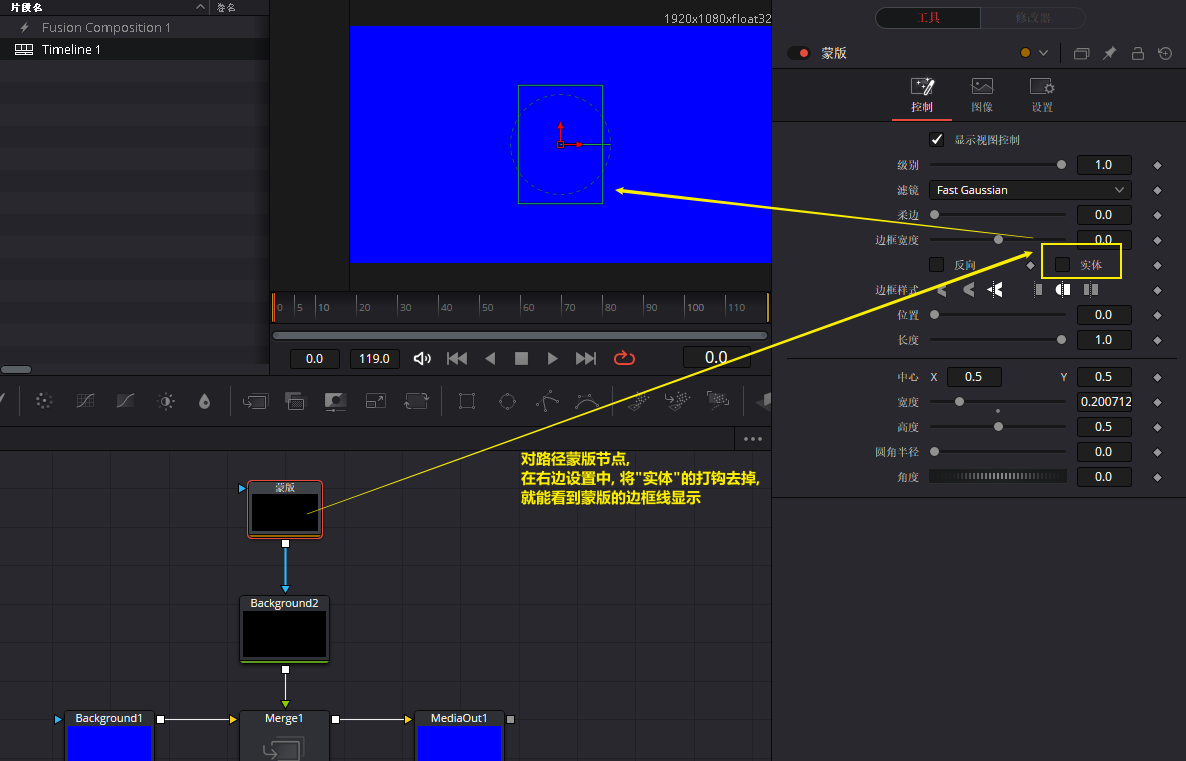 片段名
卷名
Fusion Composition 1
Timeline 1
1920x1080xfloat32
0 5 10 20 30 40 50 60 70 80 90 100 110
0.0
119.0
0.0
工具
修改器
蒙版
控制
图像
设置
显示视图控制
级别 1.0
滤镜 Fast Gaussian
柔边 0.0
边框宽度 0.0
反向
实体
边框样式
位置 0.0
长度 1.0
中心 X 0.5 Y 0.5
宽度 0.200712
高度 0.5
圆角半径 0.0
角度 0.0
对路径蒙版节点,
在右边设置中, 将"实体"的打钩去掉,
就能看到蒙版的边框线显示
蒙版
Background2
Background1
Merge1
MediaOut1